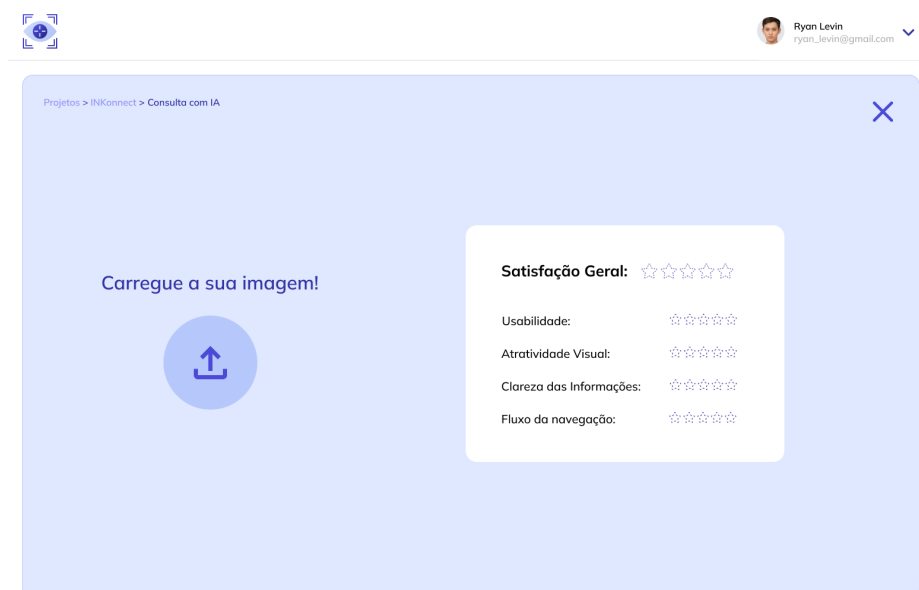 Ryan Levin
ryan_levin@gmail.com
Projetos > INKonnect > Consulta com IA
Carregue a sua imagem!
Satisfação Geral:
Usabilidade:
Atratividade Visual:
Clareza das Informações:
Fluxo da navegação: